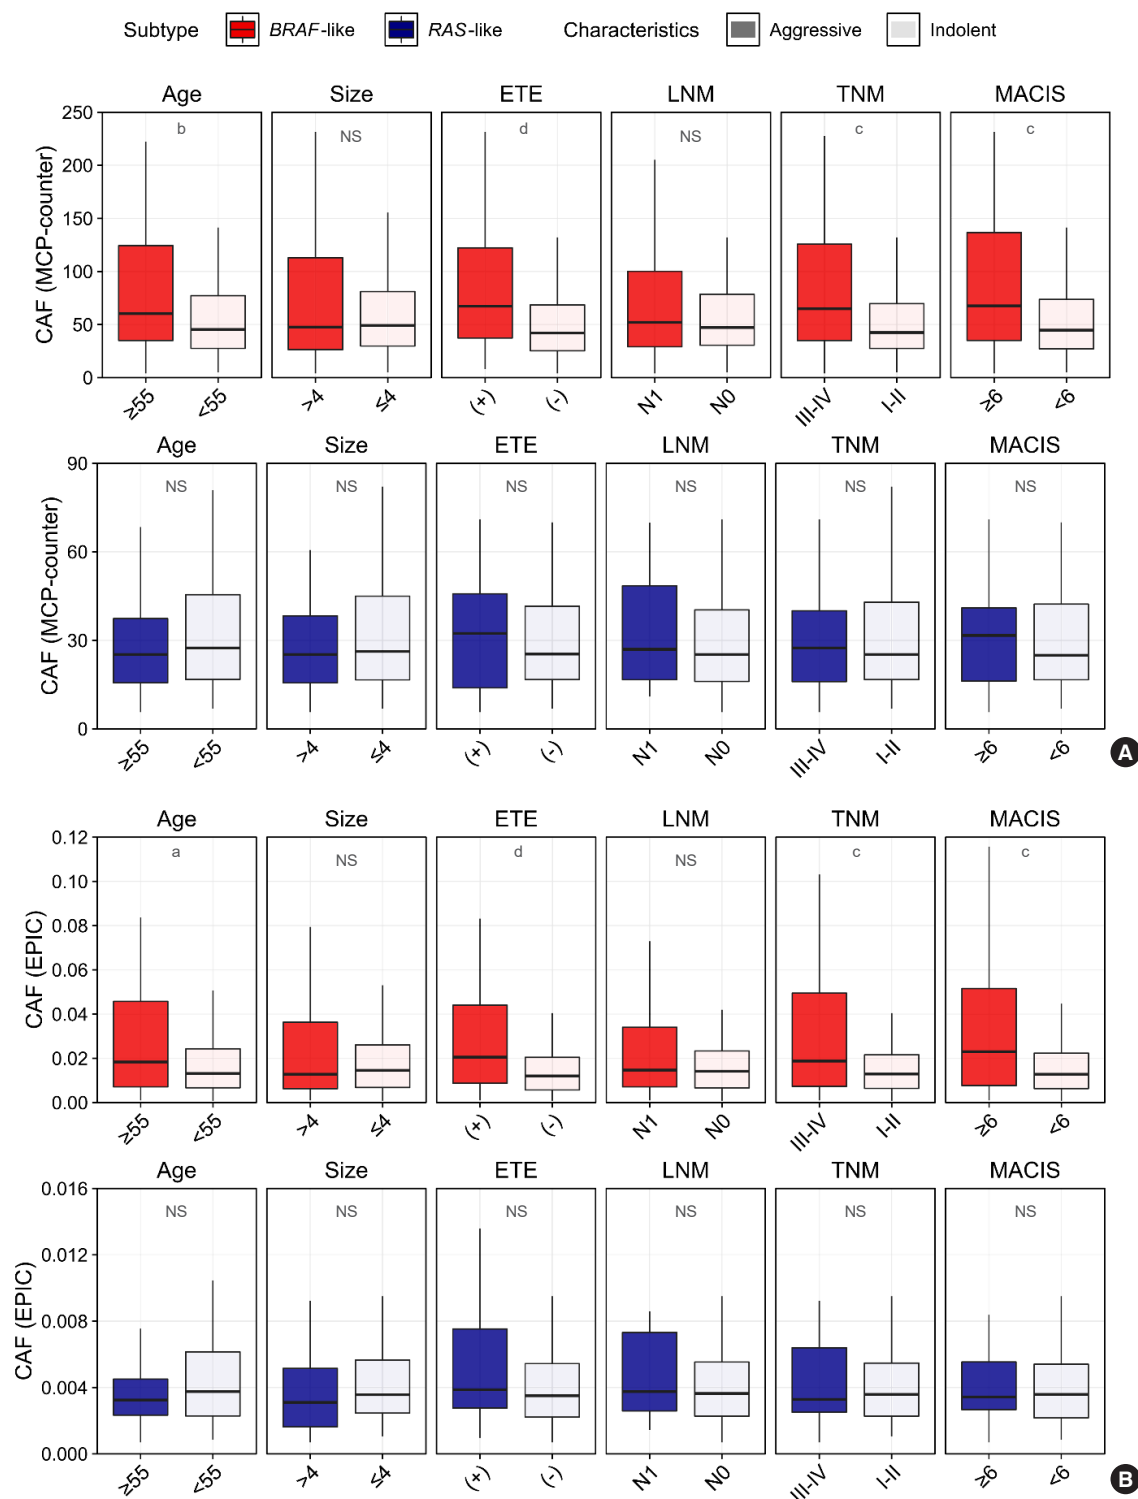 Subtype BRAF-like RAS-like Characteristics Aggressive Indolent
Age Size ETE LNM TNM MACIS
250 b NS d NS c c
200
150
100
50
0
CAF (MCP-counter)
≥55 <55 >4 ≤4 (+) (-) N1 N0 III-IV I-II ≥6 <6
Age Size ETE LNM TNM MACIS
90 NS NS NS NS NS NS
60
30
0
CAF (MCP-counter)
≥55 <55 >4 ≤4 (+) (-) N1 N0 III-IV I-II ≥6 <6
A
Age Size ETE LNM TNM MACIS
0.12 a NS d NS c c
0.10
0.08
0.06
0.04
0.02
0.00
CAF (EPIC)
≥55 <55 >4 ≤4 (+) (-) N1 N0 III-IV I-II ≥6 <6
Age Size ETE LNM TNM MACIS
0.016 NS NS NS NS NS NS
0.012
0.008
0.004
0.000
CAF (EPIC)
≥55 <55 >4 ≤4 (+) (-) N1 N0 III-IV I-II ≥6 <6
B